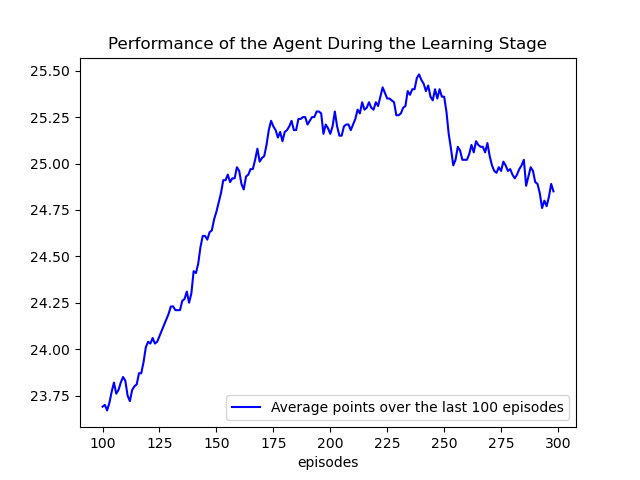 Performance of the Agent During the Learning Stage
25.50
25.25
25.00
24.75
24.50
24.25
24.00
23.75
Average points over the last 100 episodes
100 125 150 175 200 225 250 275 300
episodes